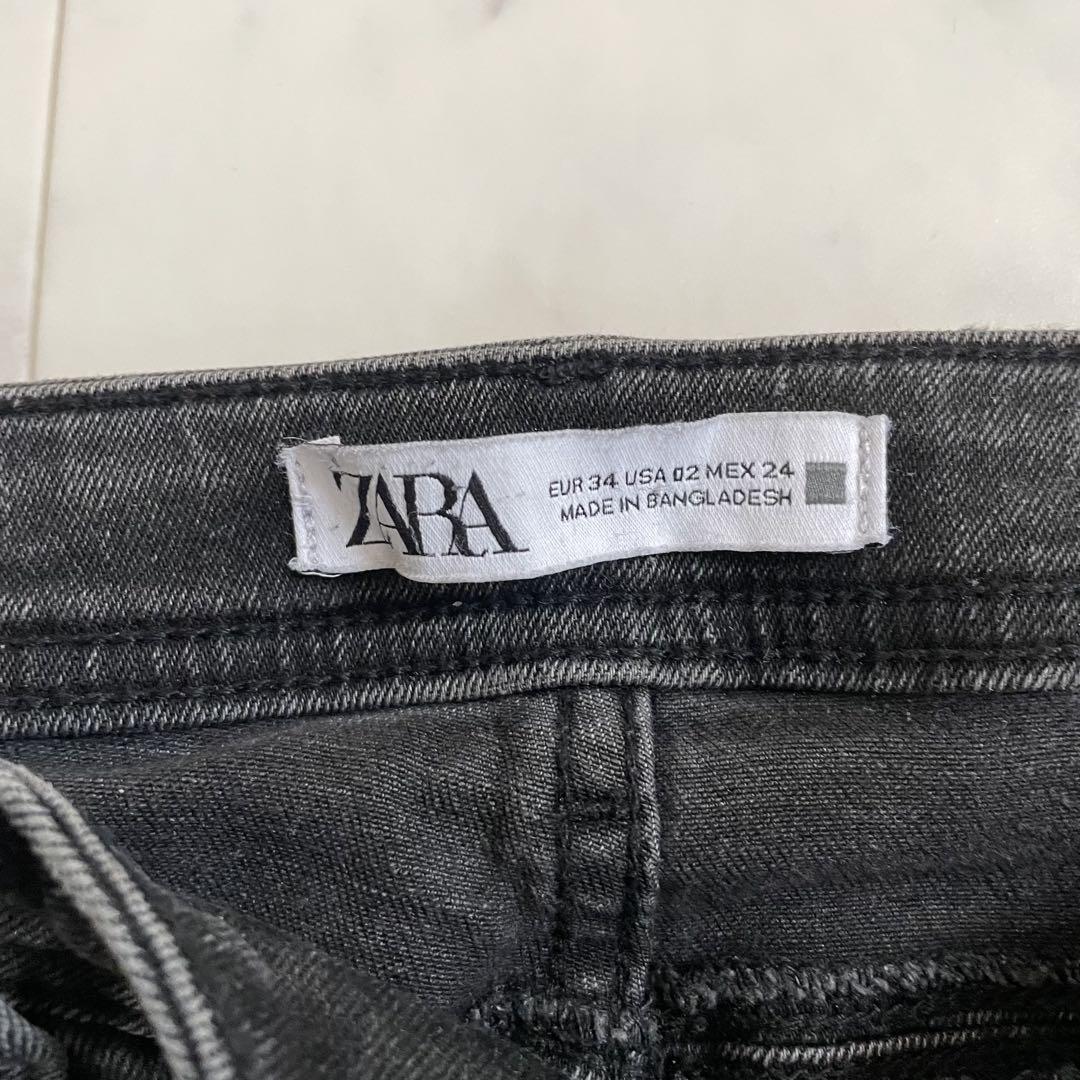 ZARA
EUR 34 USA 02 MEX 24
MADE IN BANGLADESH